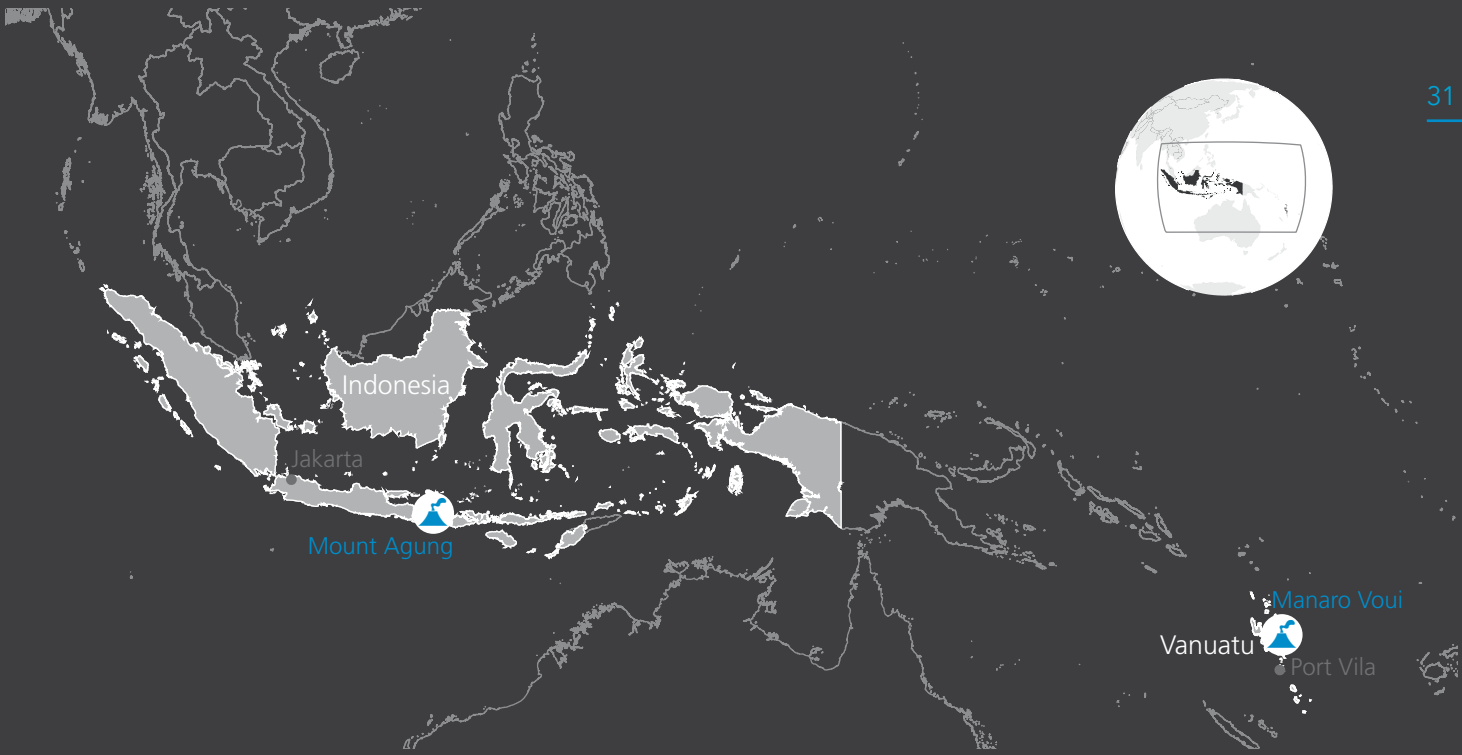 31
Indonesia
Jakarta
Mount Agung
Manaro Voui
Vanuatu
Port Vila